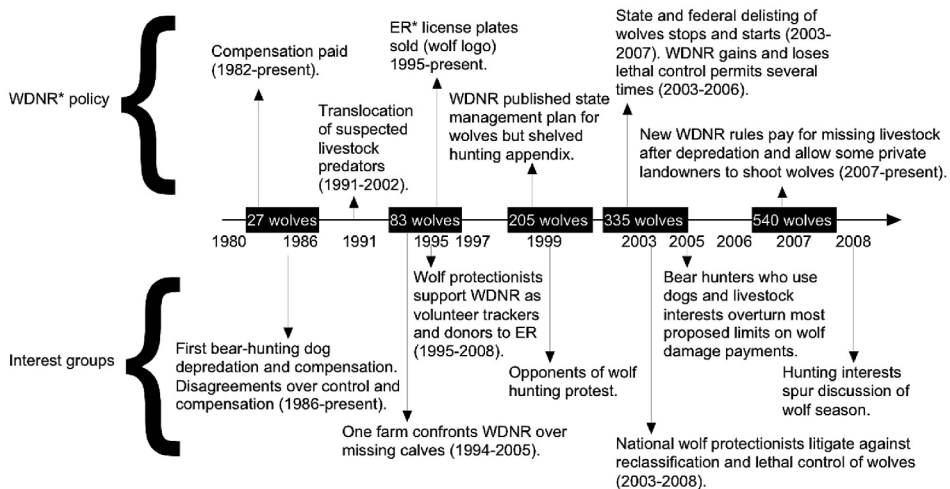 WDNR* policy
Compensation paid
(1982-present).
Translocation
of suspected
livestock
predators
(1991-2002).
ER* license plates
sold (wolf logo)
1995-present.
WDNR published state
management plan for
wolves but shelved
hunting appendix.
State and federal delisting of
wolves stops and starts (2003-
2007). WDNR gains and loses
lethal control permits several
times (2003-2006).
New WDNR rules pay for missing livestock
after depredation and allow some private
landowners to shoot wolves (2007-present).
27 wolves 83 wolves 205 wolves 335 wolves 540 wolves
1980 1986 1991 1995 1997 1999 2003 2005 2006 2007 2008
Interest groups
First bear-hunting dog
depredation and compensation.
Disagreements over control and
compensation (1986-present).
Wolf protectionists
support WDNR as
volunteer trackers
and donors to ER
(1995-2008).
One farm confronts WDNR over
missing calves (1994-2005).
Opponents of wolf
hunting protest.
Bear hunters who use
dogs and livestock
interests overturn most
proposed limits on wolf
damage payments.
National wolf protectionists litigate against
reclassification and lethal control of wolves
(2003-2008).
Hunting interests
spur discussion of
wolf season.